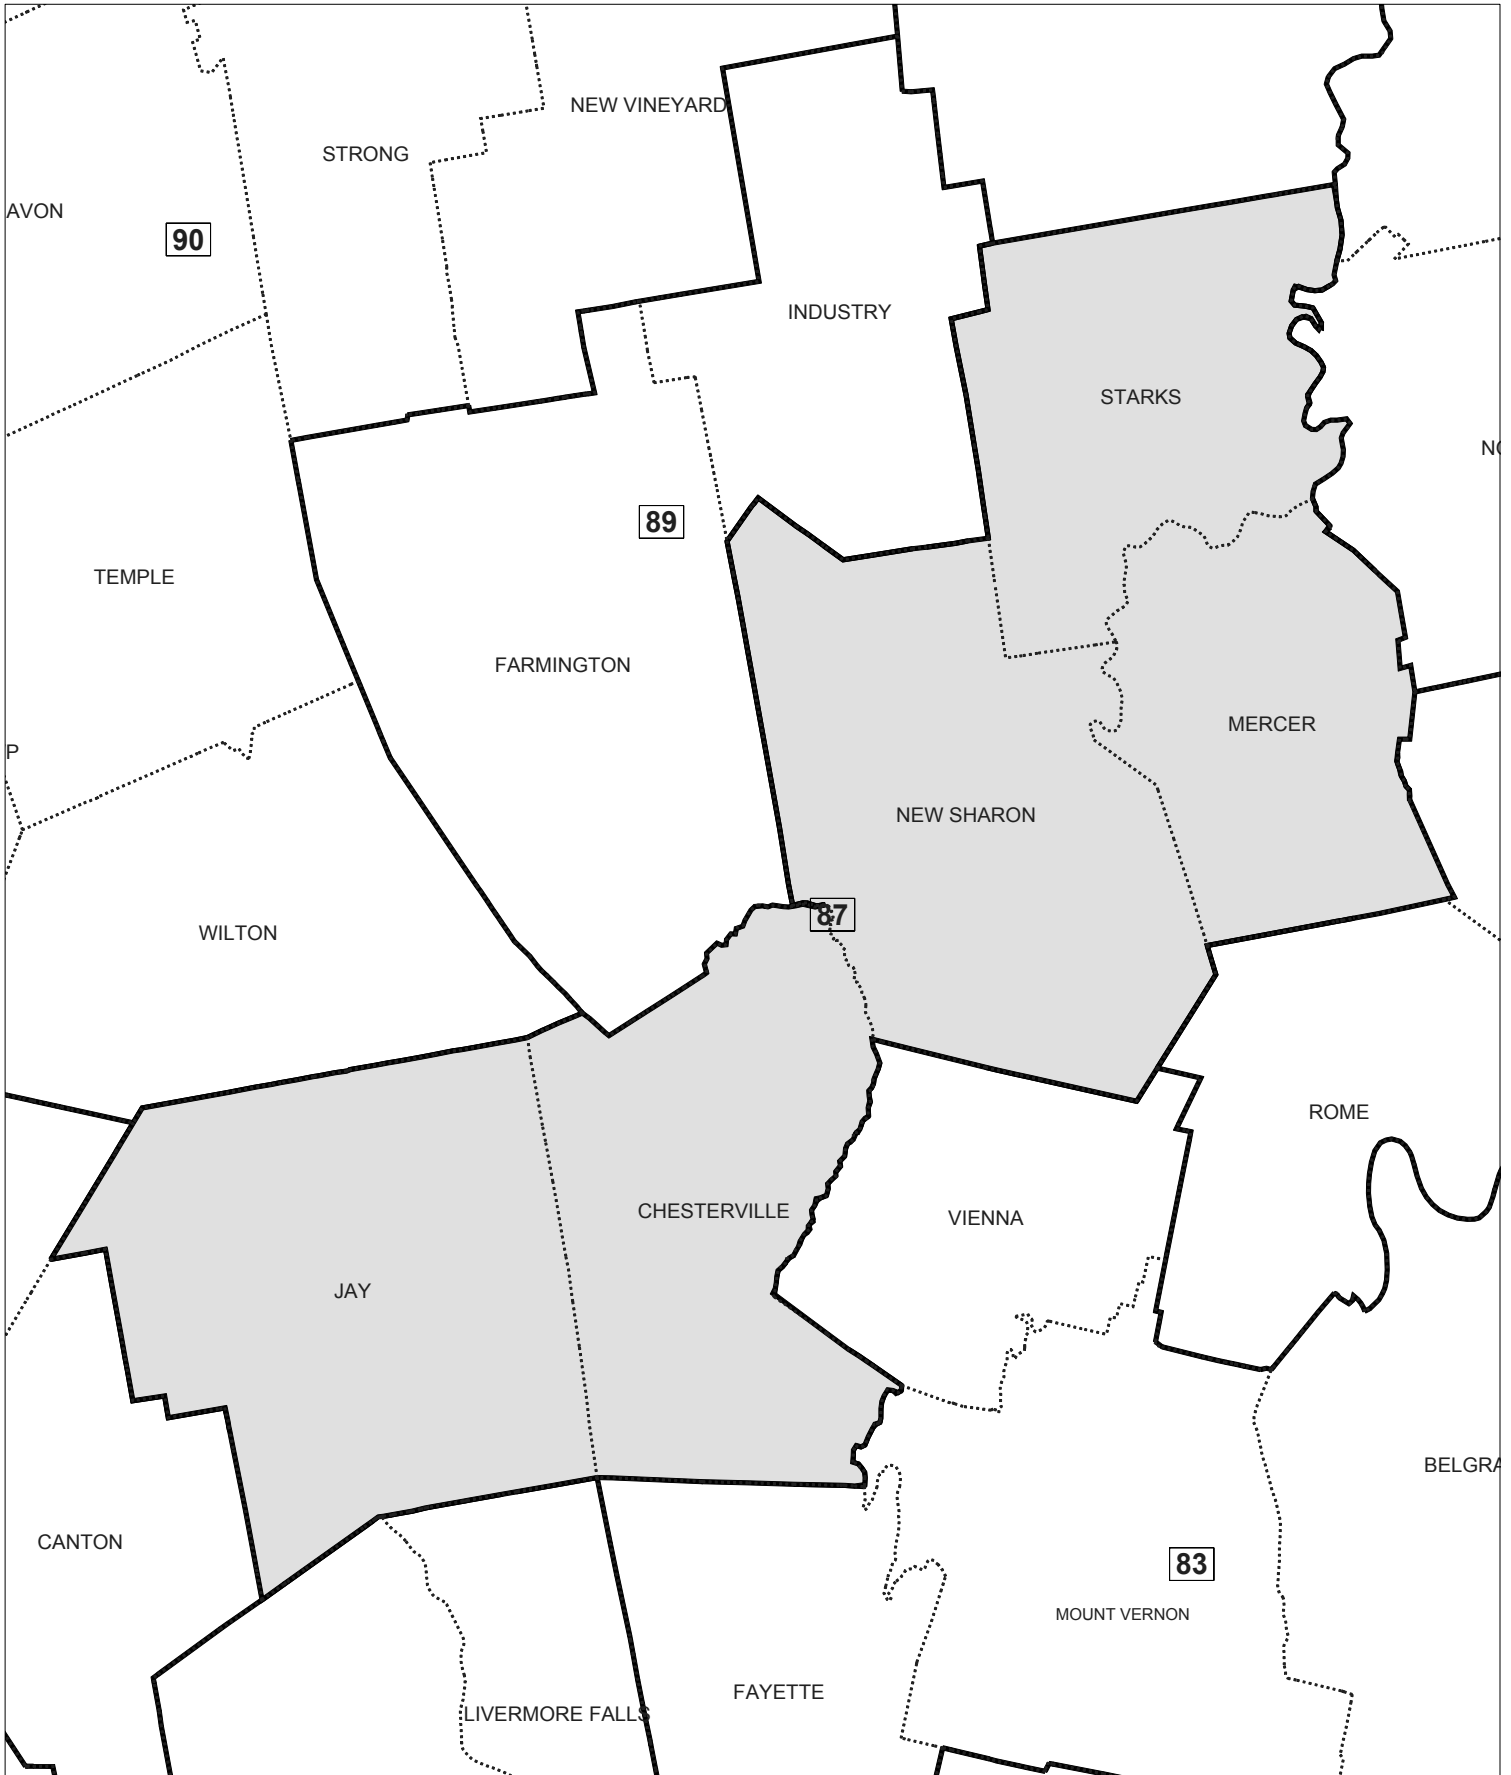 NEW VINEYARD
STRONG
AVON
90
INDUSTRY
STARKS
NO
89
TEMPLE
FARMINGTON
MERCER
P
NEW SHARON
87
WILTON
ROME
CHESTERVILLE
VIENNA
JAY
BELGRA
CANTON
83
MOUNT VERNON
FAYETTE
LIVERMORE FALLS